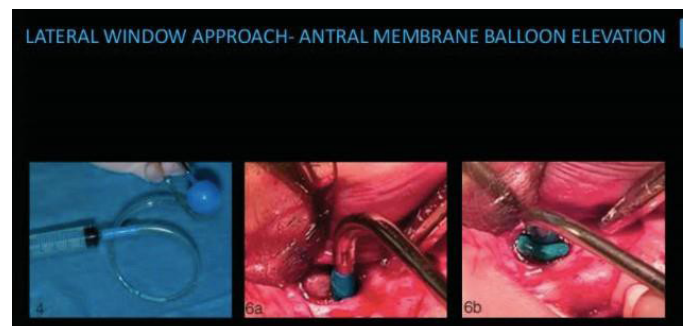 LATERAL WINDOW APPROACH- ANTRAL MEMBRANE BALLOON ELEVATION
4
6a
6b